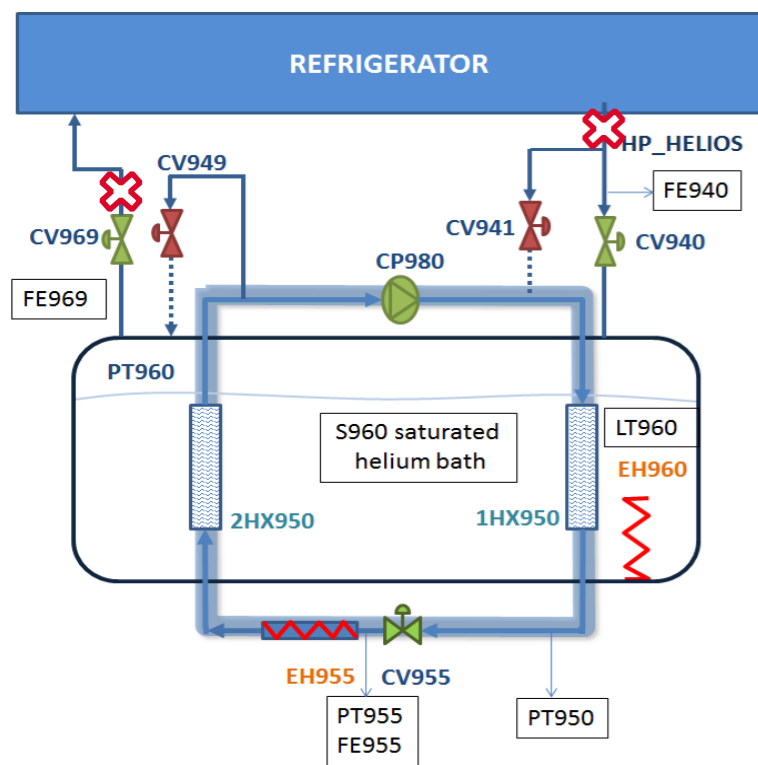 REFRIGERATOR
HP_HELIOS
CV949
FE940
CV969
CV941
CV940
CP980
FE969
PT960
S960 saturated
helium bath
LT960
EH960
2HX950
1HX950
EH955
CV955
PT955
FE955
PT950